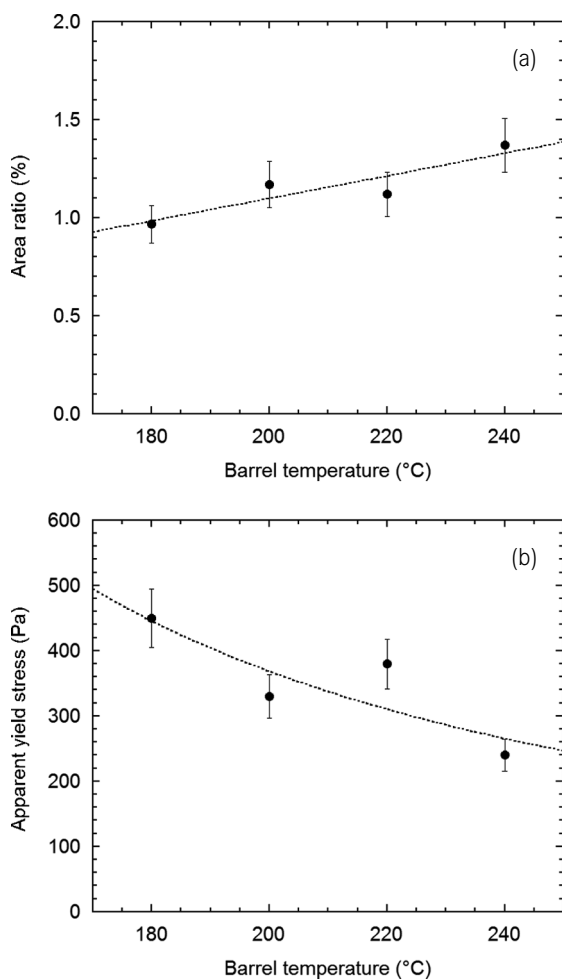 2.0
(a)
1.5
1.0
0.5
0.0
Area ratio (%)
180 200 220 240
Barrel temperature (°C)
600
(b)
500
400
300
200
100
0
Apparent yield stress (Pa)
180 200 220 240
Barrel temperature (°C)